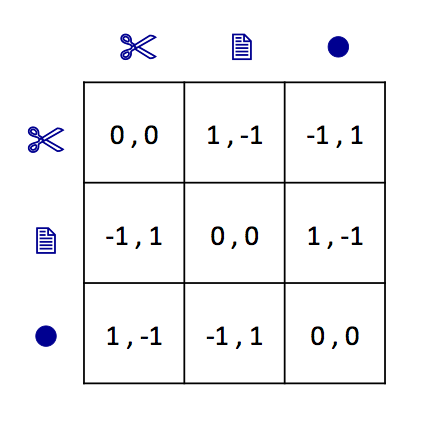 0 , 0 1 , -1 -1 , 1
-1 , 1 0 , 0 1 , -1
1 , -1 -1 , 1 0 , 0